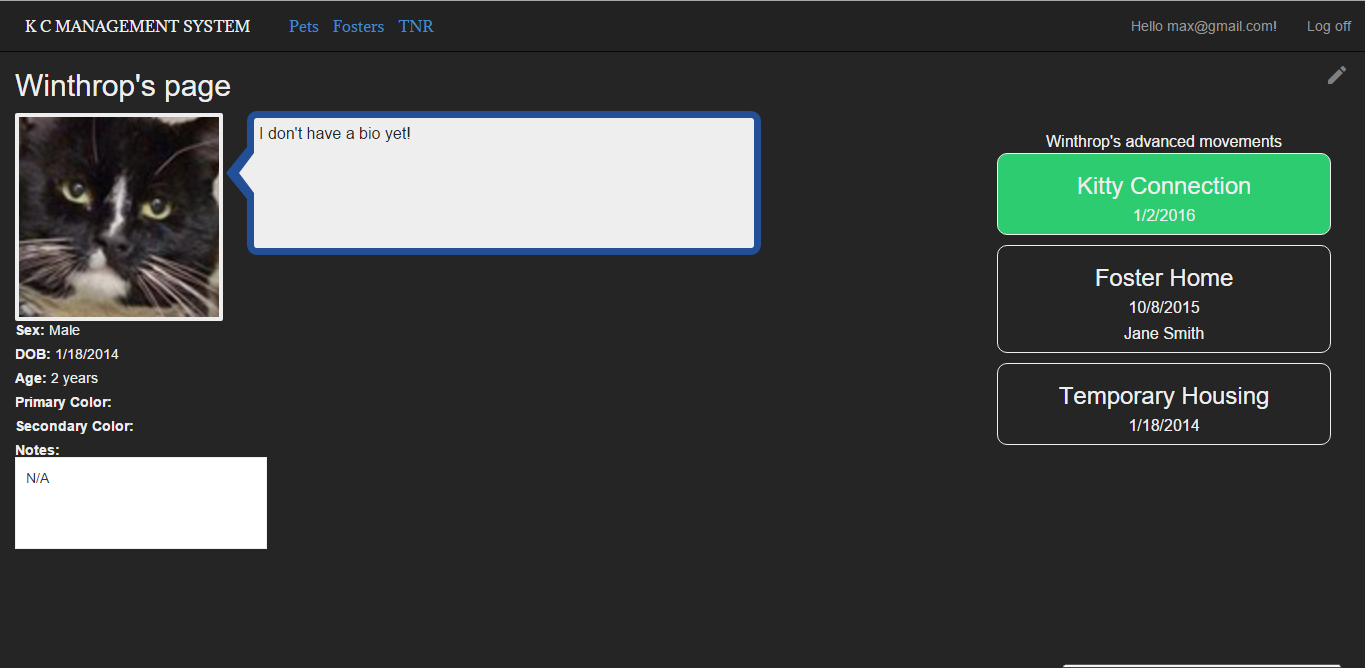 K C MANAGEMENT SYSTEM
Pets Fosters TNR
Hello max@gmail.com! Log off
Winthrop's page
I don't have a bio yet!
Sex: Male
DOB: 1/18/2014
Age: 2 years
Primary Color:
Secondary Color:
Notes:
N/A
Winthrop's advanced movements
Kitty Connection
1/2/2016
Foster Home
10/8/2015
Jane Smith
Temporary Housing
1/18/2014